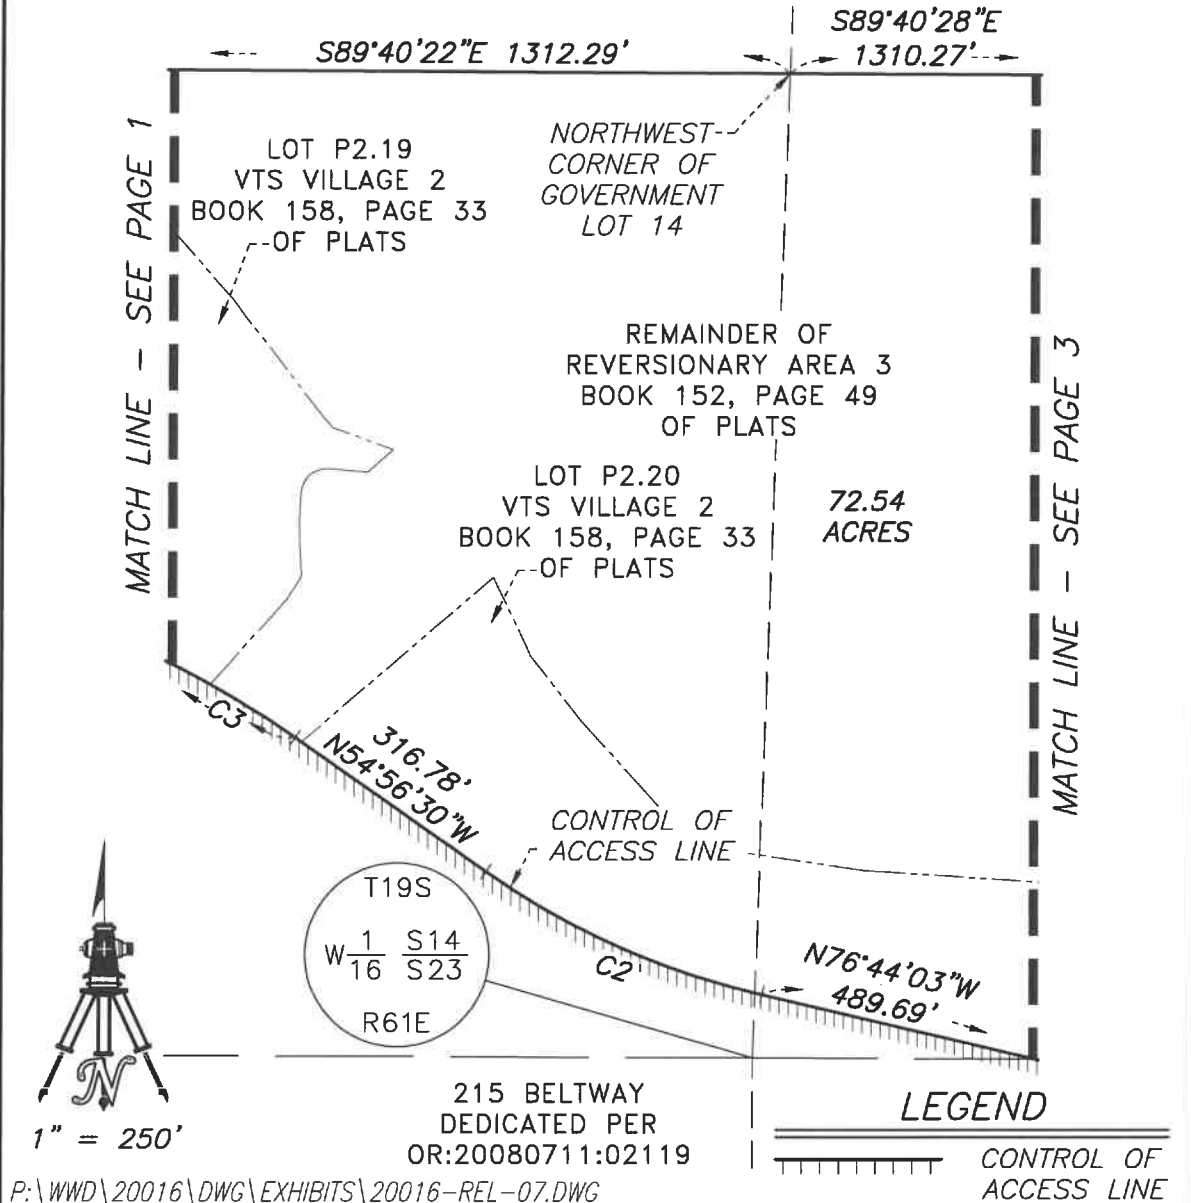 S89°40'28"E
1310.27'
S89°40'22"E 1312.29'
MATCH LINE - SEE PAGE 1
LOT P2.19
VTS VILLAGE 2
BOOK 158, PAGE 33
OF PLATS
NORTHWEST
CORNER OF
GOVERNMENT
LOT 14
REMAINDER OF
REVERSIONARY AREA 3
BOOK 152, PAGE 49
OF PLATS
72.54
ACRES
LOT P2.20
VTS VILLAGE 2
BOOK 158, PAGE 33
OF PLATS
MATCH LINE - SEE PAGE 3
C3
316.78'
N54°56'30"W
CONTROL OF
ACCESS LINE
C2
N76°44'03"W
489.69'
T19S
W 1/16 S14/S23
R61E
N
1" = 250'
215 BELTWAY
DEDICATED PER
OR:20080711:02119
LEGEND
CONTROL OF
ACCESS LINE
P:\WWD\20016\DWG\EXHIBITS\20016-REL-07.DWG